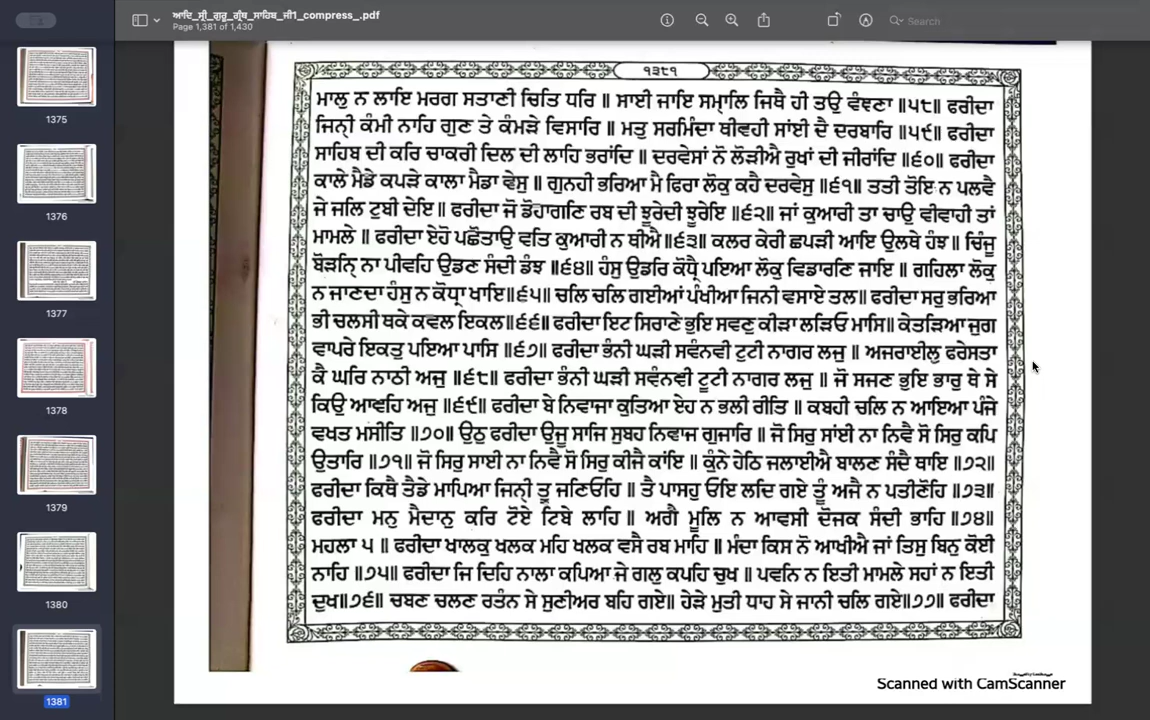 ਆਦਿ_ਸ੍ਰੀ_ਗੁਰੂ_ਗ੍ਰੰਥ_ਸਾਹਿਬ_ਜੀ1_compress_.pdf
Page 1,381 of 1,430
Search
1375
1376
1377
1378
1379
1380
1381
੧੩੮੧
ਮਾਲੁ ਨ ਲਾਇ ਮਰਗ ਸਤਾਣੀ ਚਿਤਿ ਧਰਿ ॥ ਸਾਈ ਜਾਇ ਸਮ੍ਹਾਲਿ ਜਿਥੈ ਹੀ ਤਉ ਵੰਞਣਾ ॥੫੮॥ ਫਰੀਦਾ
ਜਿਨੀ੍ ਕੰਮੀ ਨਾਹਿ ਗੁਣ ਤੇ ਕੰਮੜੇ ਵਿਸਾਰਿ ॥ ਮਤੁ ਸਰਮਿੰਦਾ ਥੀਵਹੀ ਸਾਂਈ ਦੈ ਦਰਬਾਰਿ ॥੫੯॥ ਫਰੀਦਾ
ਸਾਹਿਬ ਦੀ ਕਰਿ ਚਾਕਰੀ ਦਿਲ ਦੀ ਲਾਹਿ ਭਰਾਂਦਿ ॥ ਦਰਵੇਸਾਂ ਨੋ ਲੋੜੀਐ ਰੁਖਾਂ ਦੀ ਜੀਰਾਂਦਿ ॥੬੦॥ ਫਰੀਦਾ
ਕਾਲੇ ਮੈਡੇ ਕਪੜੇ ਕਾਲਾ ਮੈਡਾ ਵੇਸੁ ॥ ਗੁਨਹੀ ਭਰਿਆ ਮੈ ਫਿਰਾ ਲੋਕੁ ਕਹੈ ਦਰਵੇਸੁ ॥੬੧॥ ਤਤੀ ਤੋਇ ਨ ਪਲਵੈ
ਜੇ ਜਲਿ ਟੁਬੀ ਦੇਇ ॥ ਫਰੀਦਾ ਜੋ ਡੋਹਾਗਣਿ ਰਬ ਦੀ ਝੂਰੇਦੀ ਝੂਰੇਇ ॥੬੨॥ ਜਾਂ ਕੁਆਰੀ ਤਾ ਚਾਉ ਵੀਵਾਹੀ ਤਾਂ
ਮਾਮਲੇ ॥ ਫਰੀਦਾ ਏਹੋ ਪਛੋਤਾਉ ਵਤਿ ਕੁਆਰੀ ਨ ਥੀਐ ॥੬੩॥ ਕਲਰ ਕੇਰੀ ਛਪੜੀ ਆਇ ਉਲਥੇ ਹੰਝ ॥ ਚਿੰਜੂ
ਬੋੜਨਿ੍ ਨਾ ਪੀਵਹਿ ਉਡਣ ਸੰਦੀ ਡੰਝ ॥੬੪॥ ਹੰਸੁ ਉਡਰਿ ਕੋਧ੍ਰੈ ਪਇਆ ਲੋਕੁ ਵਿਡਾਰਣਿ ਜਾਇ ॥ ਗਹਿਲਾ ਲੋਕੁ
ਨ ਜਾਣਦਾ ਹੰਸੁ ਨ ਕੋਧ੍ਰਾ ਖਾਇ ॥੬੫॥ ਚਲਿ ਚਲਿ ਗਈਆਂ ਪੰਖੀਆ ਜਿਨੀ ਵਸਾਏ ਤਲ ॥ ਫਰੀਦਾ ਸਰੁ ਭਰਿਆ
ਭੀ ਚਲਸੀ ਥਕੇ ਕਵਲ ਇਕਲ ॥੬੬॥ ਫਰੀਦਾ ਇਟ ਸਿਰਾਣੇ ਭੁਇ ਸਵਣੁ ਕੀੜਾ ਲੜਿਓ ਮਾਸਿ ॥ ਕੇਤੜਿਆ ਜੁਗ
ਵਾਪਰੇ ਇਕਤੁ ਪਇਆ ਪਾਸਿ ॥੬੭॥ ਫਰੀਦਾ ਭੰਨੀ ਘੜੀ ਸਵੰਨਵੀ ਟੁਟੀ ਨਾਗਰ ਲਜੁ ॥ ਅਜਰਾਈਲੁ ਫਰੇਸਤਾ
ਕੈ ਘਰਿ ਨਾਠੀ ਅਜੁ ॥੬੮॥ ਫਰੀਦਾ ਭੰਨੀ ਘੜੀ ਸਵੰਨਵੀ ਟੂਟੀ ਨਾਗਰ ਲਜੁ ॥ ਜੋ ਸਜਣ ਭੁਇ ਭਾਰੁ ਥੇ ਸੇ
ਕਿਉ ਆਵਹਿ ਅਜੁ ॥੬੯॥ ਫਰੀਦਾ ਬੇ ਨਿਵਾਜਾ ਕੁਤਿਆ ਏਹ ਨ ਭਲੀ ਰੀਤਿ ॥ ਕਬਹੀ ਚਲਿ ਨ ਆਇਆ ਪੰਜੇ
ਵਖਤ ਮਸੀਤਿ ॥੭੦॥ ਉਠੁ ਫਰੀਦਾ ਉਜੂ ਸਾਜਿ ਸੁਬਹ ਨਿਵਾਜ ਗੁਜਾਰਿ ॥ ਜੋ ਸਿਰੁ ਸਾਂਈ ਨਾ ਨਿਵੈ ਸੋ ਸਿਰੁ ਕਪਿ
ਉਤਾਰਿ ॥੭੧॥ ਜੋ ਸਿਰੁ ਸਾਂਈ ਨਾ ਨਿਵੈ ਸੋ ਸਿਰੁ ਕੀਜੈ ਕਾਂਇ ॥ ਕੁੰਨੇ ਹੇਠਿ ਜਲਾਈਐ ਬਾਲਣ ਸੰਦੈ ਥਾਇ ॥੭੨॥
ਫਰੀਦਾ ਕਿਥੈ ਤੈਡੇ ਮਾਪਿਆ ਜਿਨੀ੍ ਤੂ ਜਣਿਓਹਿ ॥ ਤੈ ਪਾਸਹੁ ਓਇ ਲਦਿ ਗਏ ਤੂੰ ਅਜੈ ਨ ਪਤੀਣੋਹਿ ॥੭੩॥
ਫਰੀਦਾ ਮਨੁ ਮੈਦਾਨੁ ਕਰਿ ਟੋਏ ਟਿਬੇ ਲਾਹਿ ॥ ਅਗੈ ਮੂਲਿ ਨ ਆਵਸੀ ਦੋਜਕ ਸੰਦੀ ਭਾਹਿ ॥੭੪॥
ਮਹਲਾ ੫ ॥ ਫਰੀਦਾ ਖਾਲਕੁ ਖਲਕ ਮਹਿ ਖਲਕ ਵਸੈ ਰਬ ਮਾਹਿ ॥ ਮੰਦਾ ਕਿਸ ਨੋ ਆਖੀਐ ਜਾਂ ਤਿਸੁ ਬਿਨੁ ਕੋਈ
ਨਾਹਿ ॥੭੫॥ ਫਰੀਦਾ ਜਿ ਦਿਹਿ ਨਾਲਾ ਕਪਿਆ ਜੇ ਗਲੁ ਕਪਹਿ ਚੁਖ ॥ ਪਵਨਿ ਨ ਇਤੀ ਮਾਮਲੇ ਸਹਾਂ ਨ ਇਤੀ
ਦੁਖ ॥੭੬॥ ਚਬਣ ਚਲਣ ਰਤੰਨ ਸੇ ਸੁਣੀਅਰ ਬਹਿ ਗਏ ॥ ਹੇੜੇ ਮੁਤੀ ਧਾਹ ਸੇ ਜਾਨੀ ਚਲਿ ਗਏ ॥੭੭॥ ਫਰੀਦਾ
Scanned with CamScanner